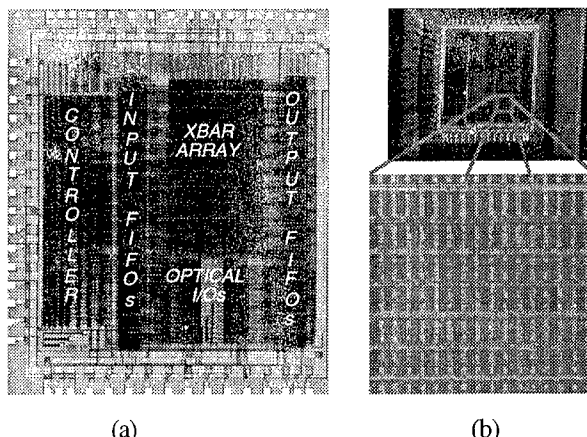 CONTROLLER
INPUT FIFOs
XBAR
ARRAY
OPTICAL
I/Os
OUTPUT FIFOs
(a)
(b)